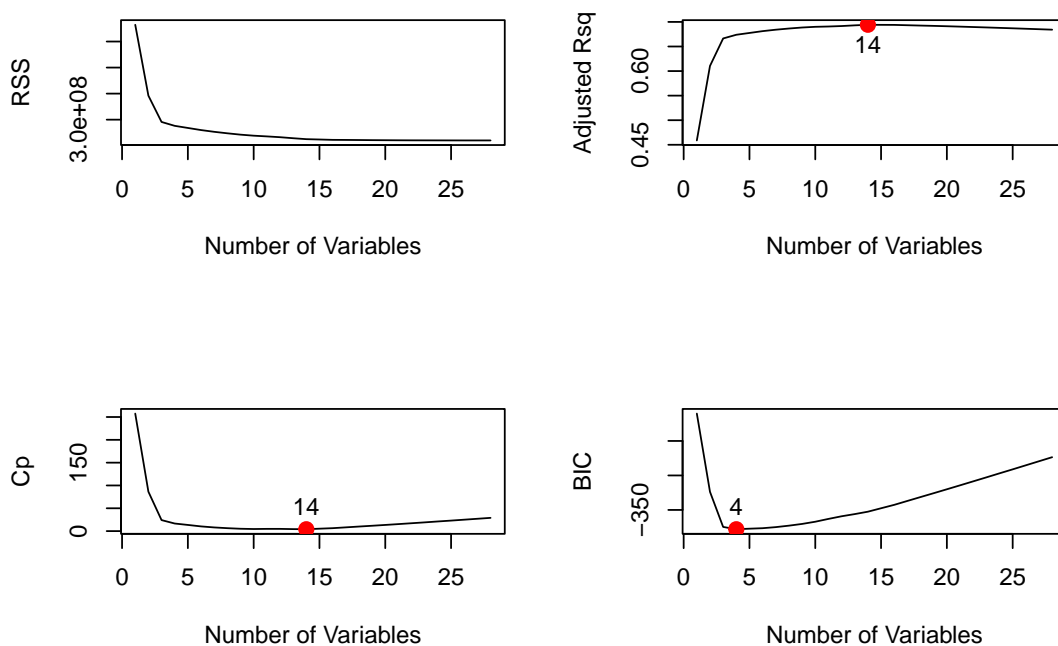 RSS
3.0e+08
0 5 10 15 20 25
Number of Variables
Adjusted Rsq
0.45 0.60
14
0 5 10 15 20 25
Number of Variables
Cp
0 150
14
0 5 10 15 20 25
Number of Variables
BIC
−350
4
0 5 10 15 20 25
Number of Variables